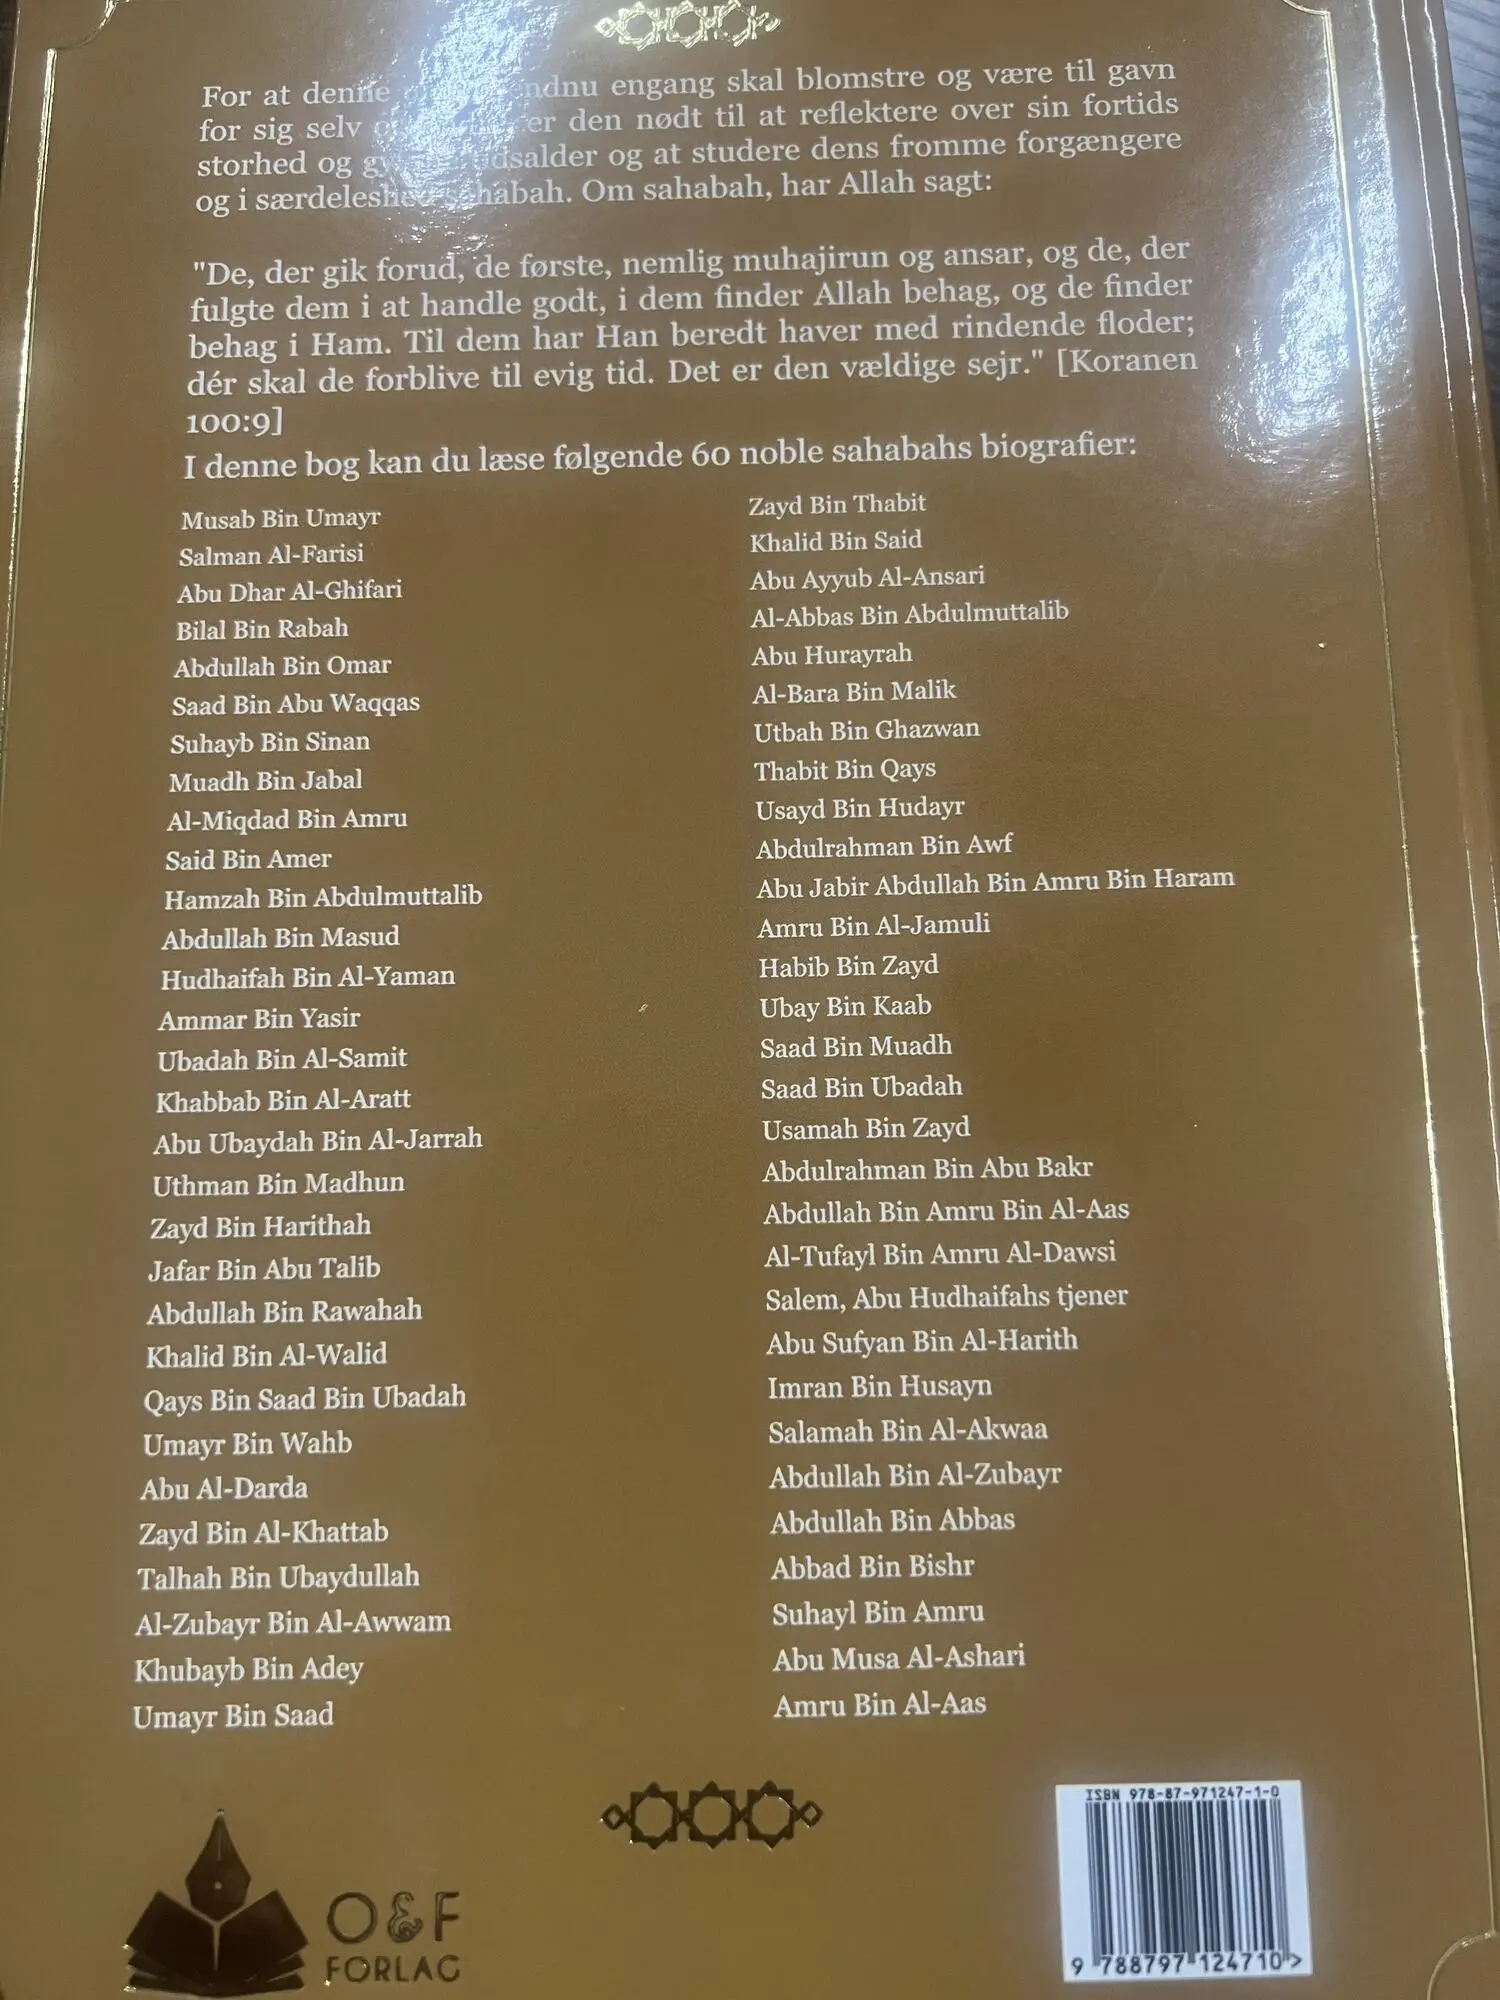 For at denne ndnu engang skal blomstre og være til gavn
for sig selv er den nødt til at reflektere over sin fortids
storhed og dsalder og at studere dens fromme forgængere
og i særdeleshed sahabah. Om sahabah, har Allah sagt:
"De, der gik forud, de første, nemlig muhajirun og ansar, og de, der
fulgte dem i at handle godt, i dem finder Allah behag, og de finder
behag i Ham. Til dem har Han beredt haver med rindende floder;
dér skal de forblive til evig tid. Det er den vældige sejr." [Koranen
100:9]
I denne bog kan du læse følgende 60 noble sahabahs biografier:
Musab Bin Umayr
Salman Al-Farisi
Abu Dhar Al-Ghifari
Bilal Bin Rabah
Abdullah Bin Omar
Saad Bin Abu Waqqas
Suhayb Bin Sinan
Muadh Bin Jabal
Al-Miqdad Bin Amru
Said Bin Amer
Hamzah Bin Abdulmuttalib
Abdullah Bin Masud
Hudhaifah Bin Al-Yaman
Ammar Bin Yasir
Ubadah Bin Al-Samit
Khabbab Bin Al-Aratt
Abu Ubaydah Bin Al-Jarrah
Uthman Bin Madhun
Zayd Bin Harithah
Jafar Bin Abu Talib
Abdullah Bin Rawahah
Khalid Bin Al-Walid
Qays Bin Saad Bin Ubadah
Umayr Bin Wahb
Abu Al-Darda
Zayd Bin Al-Khattab
Talhah Bin Ubaydullah
Al-Zubayr Bin Al-Awwam
Khubayb Bin Adey
Umayr Bin Saad
Zayd Bin Thabit
Khalid Bin Said
Abu Ayyub Al-Ansari
Al-Abbas Bin Abdulmuttalib
Abu Hurayrah
Al-Bara Bin Malik
Utbah Bin Ghazwan
Thabit Bin Qays
Usayd Bin Hudayr
Abdulrahman Bin Awf
Abu Jabir Abdullah Bin Amru Bin Haram
Amru Bin Al-Jamuli
Habib Bin Zayd
Ubay Bin Kaab
Saad Bin Muadh
Saad Bin Ubadah
Usamah Bin Zayd
Abdulrahman Bin Abu Bakr
Abdullah Bin Amru Bin Al-Aas
Al-Tufayl Bin Amru Al-Dawsi
Salem, Abu Hudhaifahs tjener
Abu Sufyan Bin Al-Harith
Imran Bin Husayn
Salamah Bin Al-Akwaa
Abdullah Bin Al-Zubayr
Abdullah Bin Abbas
Abbad Bin Bishr
Suhayl Bin Amru
Abu Musa Al-Ashari
Amru Bin Al-Aas
O&F
FORLAG
ISBN 978-87-971247-1-0
9 788797 124710>